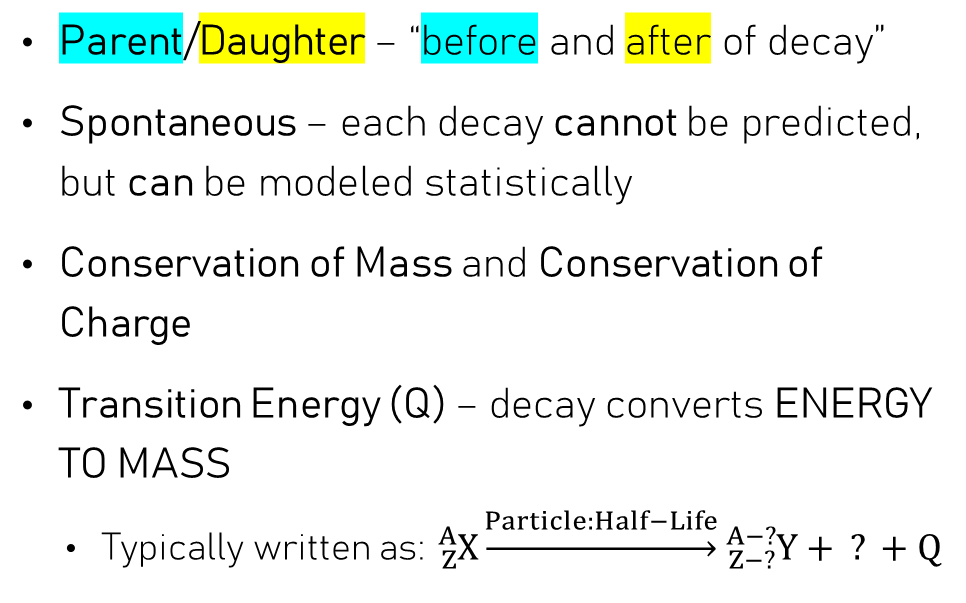 • Parent/Daughter – “before and after of decay”
• Spontaneous – each decay cannot be predicted,
but can be modeled statistically
• Conservation of Mass and Conservation of
Charge
• Transition Energy (Q) – decay converts ENERGY
TO MASS
• Typically written as: ᴬ_ZX Particle:Half−Life → ᴬ⁻?_Z−?Y + ? + Q